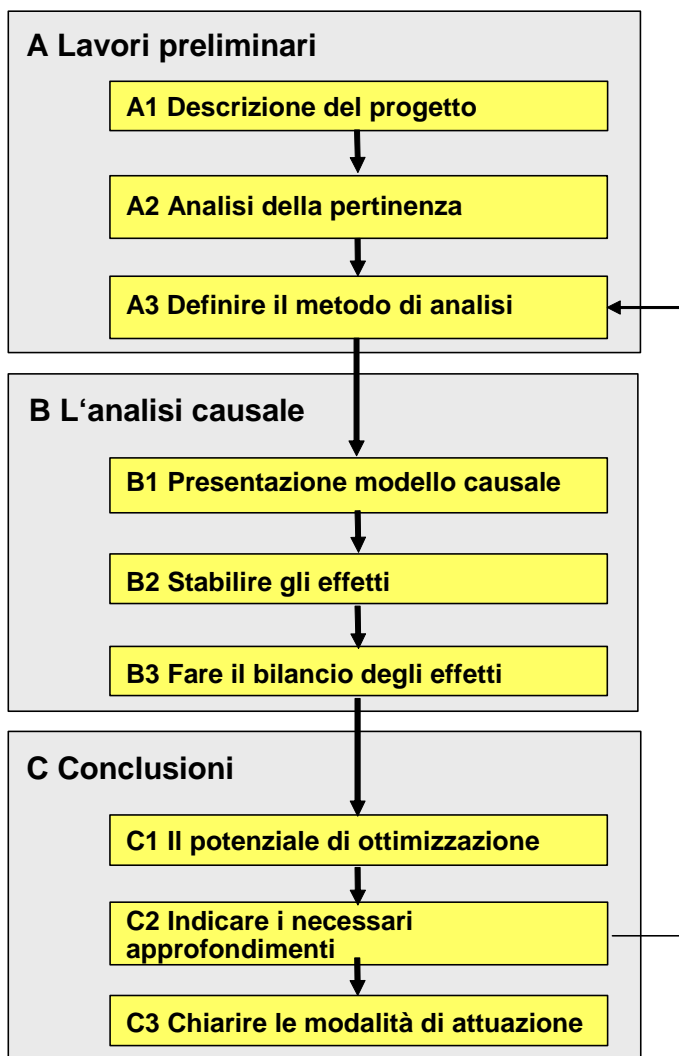 A Lavori preliminari
A1 Descrizione del progetto
A2 Analisi della pertinenza
A3 Definire il metodo di analisi
B L‘analisi causale
B1 Presentazione modello causale
B2 Stabilire gli effetti
B3 Fare il bilancio degli effetti
C Conclusioni
C1 Il potenziale di ottimizzazione
C2 Indicare i necessari
approfondimenti
C3 Chiarire le modalità di attuazione